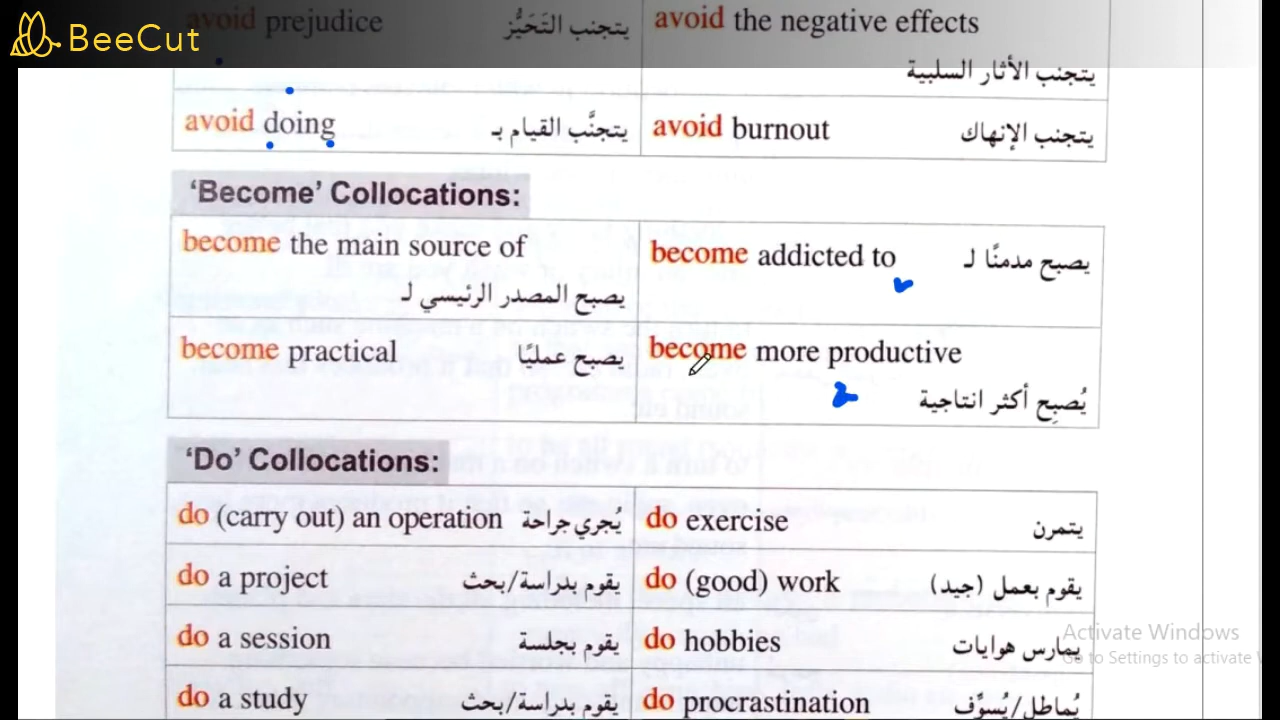 BeeCut
avoid prejudice يتجنب التَحَيُّز
avoid the negative effects
يتجنب الأثار السلبية
avoid doing يتجنَّب القيام بـ
avoid burnout يتجنب الإنهاك
‘Become’ Collocations:
become the main source of
يصبح المصدر الرئيسي لـ
become addicted to يصبح مدمنًا لـ
become practical يصبح عمليًا
become more productive
يُصبِح أكثر انتاجية
‘Do’ Collocations:
do (carry out) an operation يُجري جراحة
do exercise يتمرن
do a project يقوم بدراسة/بحث
do (good) work يقوم بعمل (جيد)
do a session يقوم بجلسة
do hobbies يمارس هوايات
do a study يقوم بدراسة/بحث
do procrastination يُماطل/يُسوِّف
Activate Windows
Go to Settings to activate